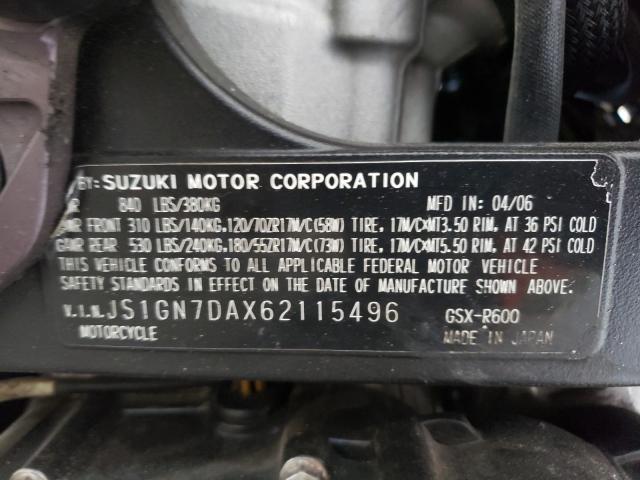 BY: SUZUKI MOTOR CORPORATION
840 LBS/380KG MFD IN: 04/06
FRONT 310 LBS/140KG,120/70ZR17M/C(58W) TIRE, 17M/C×MT3.50 RIM, AT 36 PSI COLD
GAWR REAR 530 LBS/240KG,180/55ZR17M/C(73W) TIRE, 17M/C×MT5.50 RIM, AT 42 PSI COLD
THIS VEHICLE CONFORMS TO ALL APPLICABLE FEDERAL MOTOR VEHICLE
SAFETY STANDARDS IN EFFECT ON THE DATE OF MANUFACTURE SHOWN ABOVE.
V.I.N. JS1GN7DAX62115496 GSX-R600
MOTORCYCLE MADE IN JAPAN